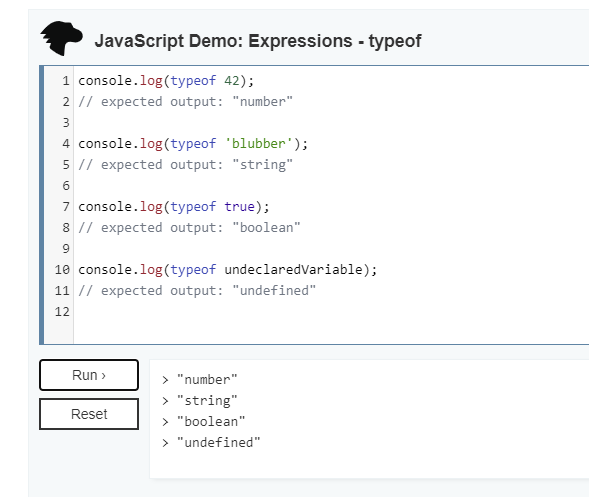 JavaScript Demo: Expressions - typeof
1 console.log(typeof 42);
2 // expected output: "number"
3
4 console.log(typeof 'blubber');
5 // expected output: "string"
6
7 console.log(typeof true);
8 // expected output: "boolean"
9
10 console.log(typeof undeclaredVariable);
11 // expected output: "undefined"
12
Run ›
> "number"
> "string"
Reset
> "boolean"
> "undefined"